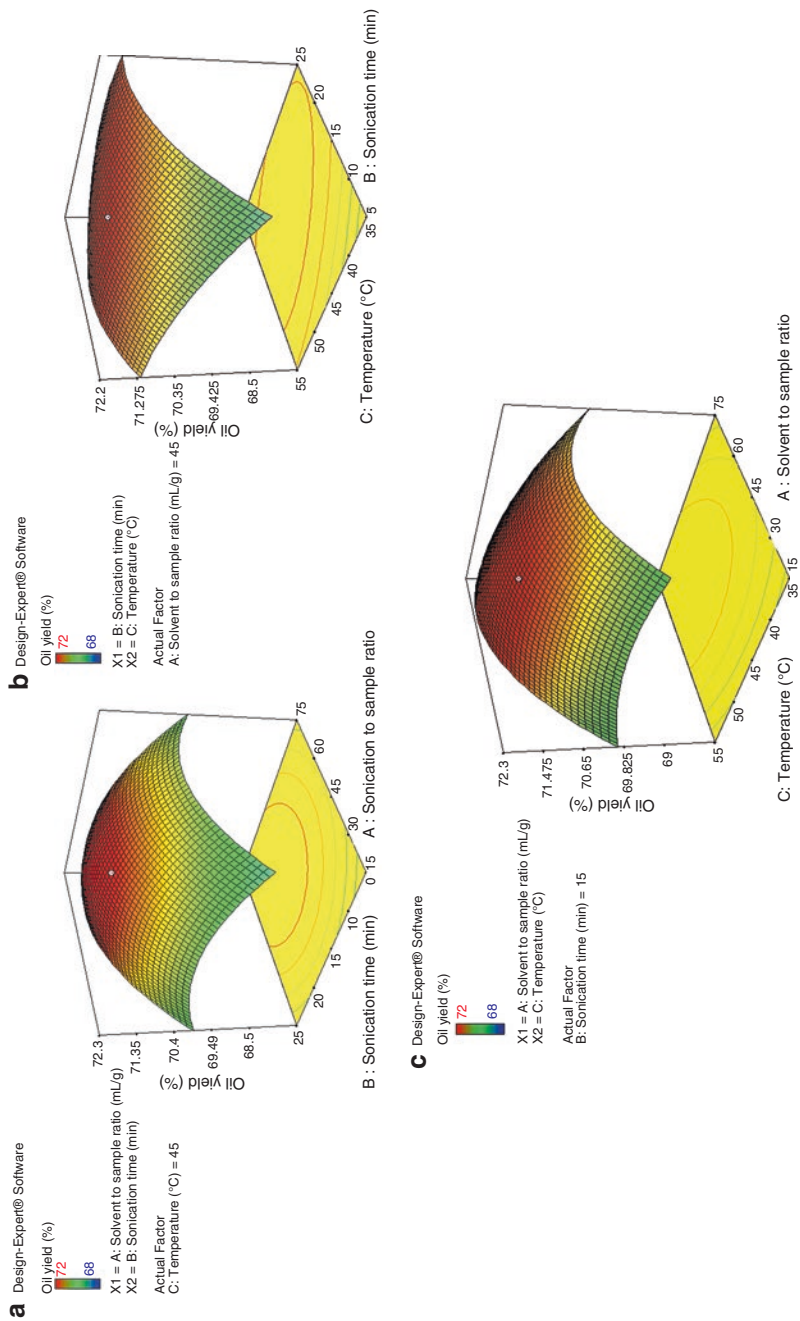 a Design-Expert® Software
Oil yield (%)
72
68
X1 = A: Solvent to sample ratio (mL/g)
X2 = B: Sonication time (min)
Actual Factor
C: Temperature (°C) = 45
72.3
71.35
70.4
69.49
68.5
Oil yield (%)
25
20
15
10
0
15
30
45
60
75
B : Sonication time (min)
A : Sonication to sample ratio
b Design-Expert® Software
Oil yield (%)
72
68
X1 = B: Sonication time (min)
X2 = C: Temperature (°C)
Actual Factor
A: Solvent to sample ratio (mL/g) = 45
72.2
71.275
70.35
69.425
68.5
Oil yield (%)
55
50
45
40
35
5
10
15
20
25
C: Temperature (°C)
B : Sonication time (min)
c Design-Expert® Software
Oil yield (%)
72
68
X1 = A: Solvent to sample ratio (mL/g)
X2 = C: Temperature (°C)
Actual Factor
B: Sonication time (min) = 15
72.3
71.475
70.65
69.825
69
Oil yield (%)
55
50
45
40
35
15
30
45
60
75
C: Temperature (°C)
A : Solvent to sample ratio